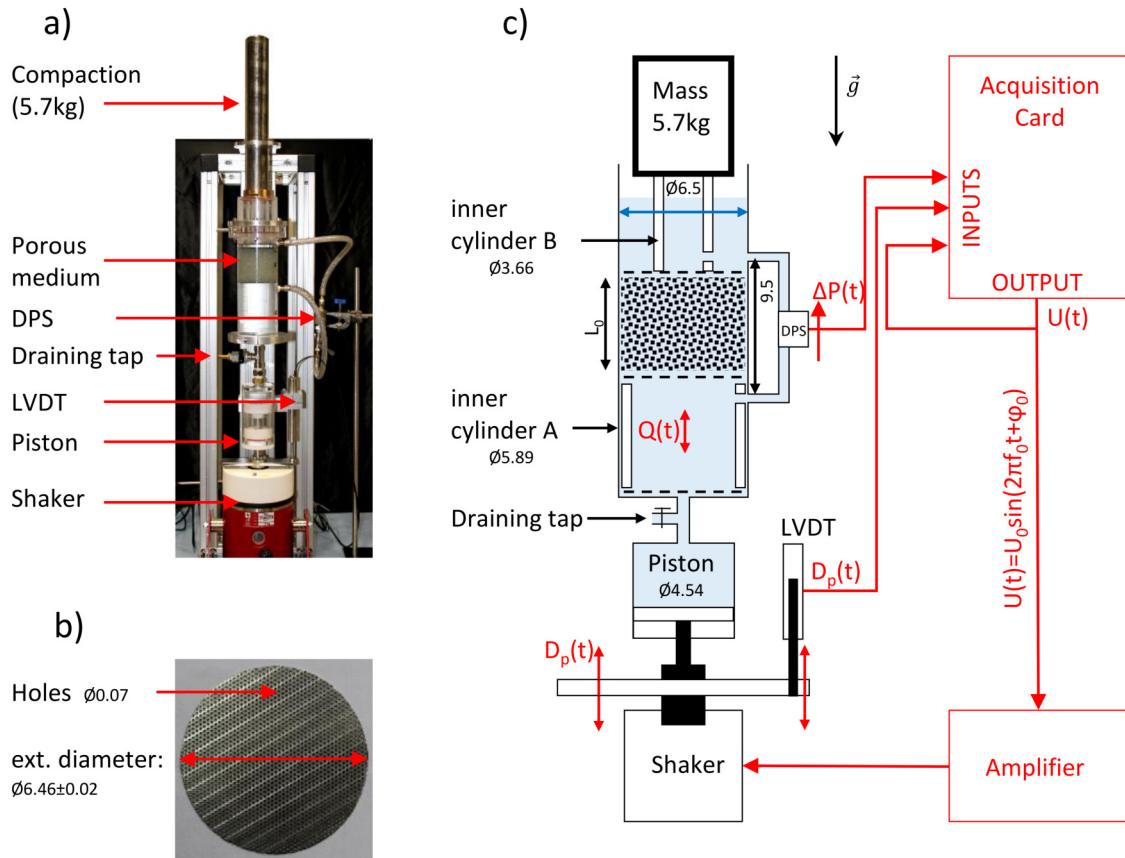 a)
Compaction
(5.7kg)
Porous
medium
DPS
Draining tap
LVDT
Piston
Shaker
b)
Holes Ø0.07
ext. diameter:
Ø6.46±0.02
c)
Mass
5.7kg
g⃗
Ø6.5
inner
cylinder B
Ø3.66
L₀
9.5
DPS
ΔP(t)
inner
cylinder A
Ø5.89
Q(t)
Draining tap
Piston
Ø4.54
LVDT
Dₚ(t)
Dₚ(t)
Shaker
Acquisition
Card
INPUTS
OUTPUT
U(t)
U(t)=U₀sin(2πf₀t+φ₀)
Amplifier